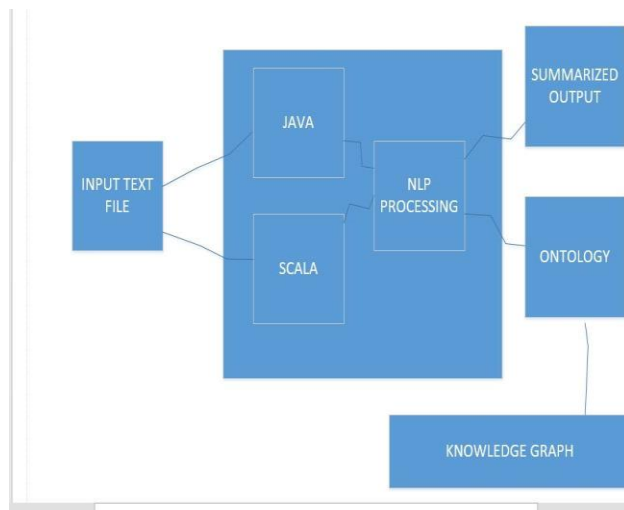 INPUT TEXT
FILE
JAVA
SCALA
NLP
PROCESSING
SUMMARIZED
OUTPUT
ONTOLOGY
KNOWLEDGE GRAPH